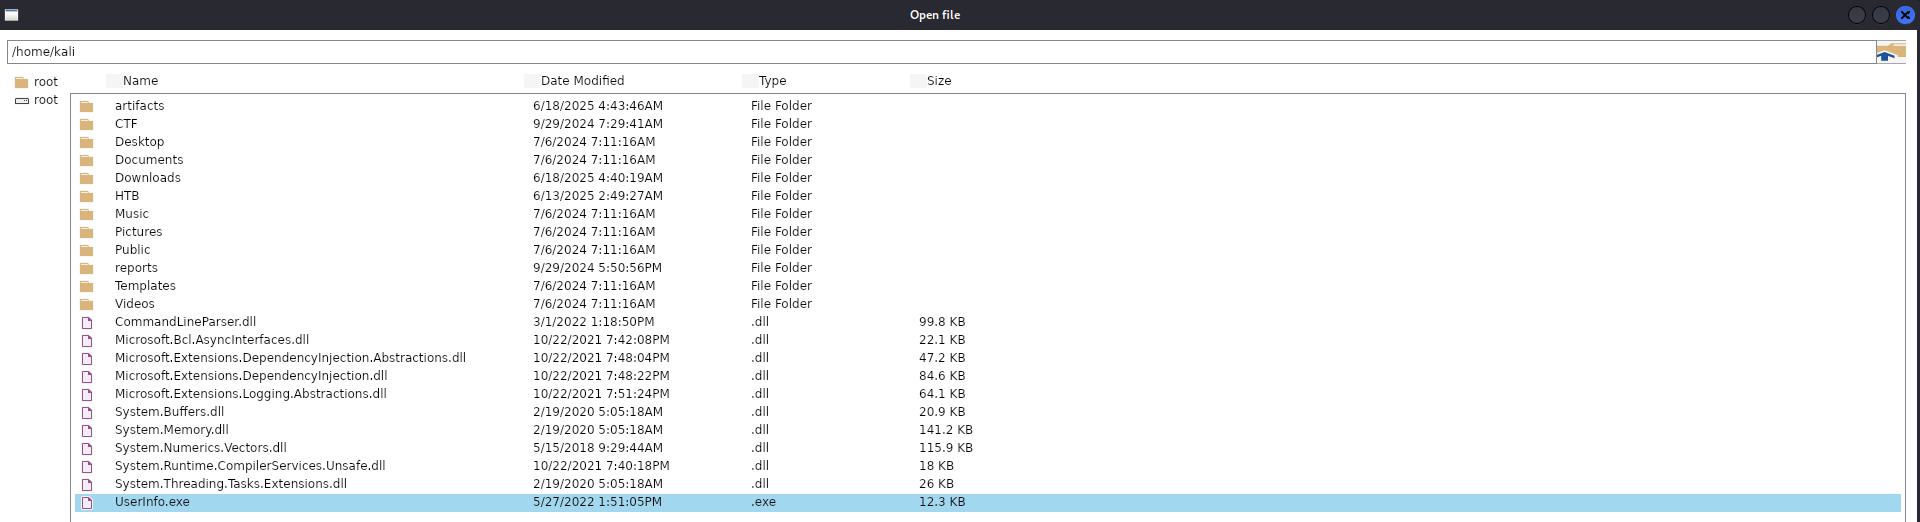 Open file
/home/kali
root
root
Name Date Modified Type Size
artifacts 6/18/2025 4:43:46AM File Folder
CTF 9/29/2024 7:29:41AM File Folder
Desktop 7/6/2024 7:11:16AM File Folder
Documents 7/6/2024 7:11:16AM File Folder
Downloads 6/18/2025 4:40:19AM File Folder
HTB 6/13/2025 2:49:27AM File Folder
Music 7/6/2024 7:11:16AM File Folder
Pictures 7/6/2024 7:11:16AM File Folder
Public 7/6/2024 7:11:16AM File Folder
reports 9/29/2024 5:50:56PM File Folder
Templates 7/6/2024 7:11:16AM File Folder
Videos 7/6/2024 7:11:16AM File Folder
CommandLineParser.dll 3/1/2022 1:18:50PM .dll 99.8 KB
Microsoft.Bcl.AsyncInterfaces.dll 10/22/2021 7:42:08PM .dll 22.1 KB
Microsoft.Extensions.DependencyInjection.Abstractions.dll 10/22/2021 7:48:04PM .dll 47.2 KB
Microsoft.Extensions.DependencyInjection.dll 10/22/2021 7:48:22PM .dll 84.6 KB
Microsoft.Extensions.Logging.Abstractions.dll 10/22/2021 7:51:24PM .dll 64.1 KB
System.Buffers.dll 2/19/2020 5:05:18AM .dll 20.9 KB
System.Memory.dll 2/19/2020 5:05:18AM .dll 141.2 KB
System.Numerics.Vectors.dll 5/15/2018 9:29:44AM .dll 115.9 KB
System.Runtime.CompilerServices.Unsafe.dll 10/22/2021 7:40:18PM .dll 18 KB
System.Threading.Tasks.Extensions.dll 2/19/2020 5:05:18AM .dll 26 KB
UserInfo.exe 5/27/2022 1:51:05PM .exe 12.3 KB